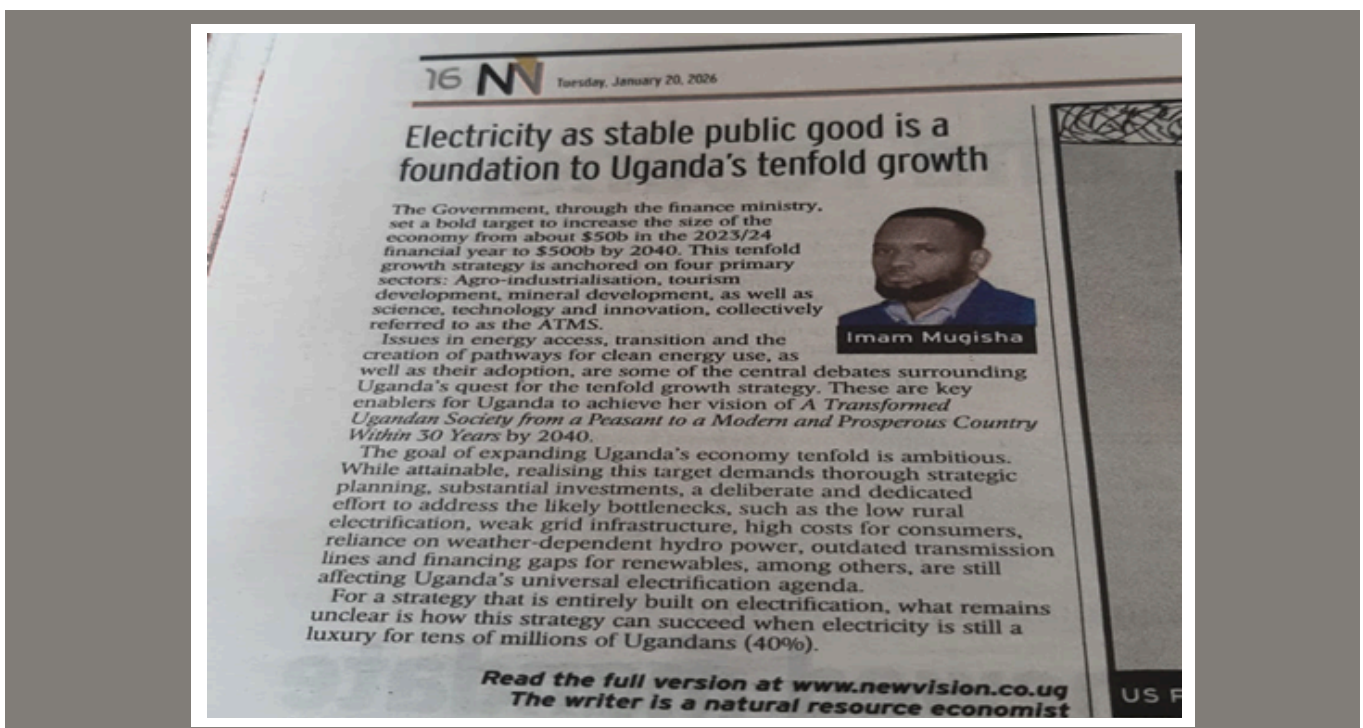 16 NV Tuesday, January 20, 2026
Electricity as stable public good is a
foundation to Uganda's tenfold growth
The Government, through the finance ministry,
set a bold target to increase the size of the
economy from about $50b in the 2023/24
financial year to $500b by 2040. This tenfold
growth strategy is anchored on four primary
sectors: Agro-industrialisation, tourism
development, mineral development, as well as
science, technology and innovation, collectively
referred to as the ATMS.
Imam Mugisha
Issues in energy access, transition and the
creation of pathways for clean energy use, as
well as their adoption, are some of the central debates surrounding
Uganda's quest for the tenfold growth strategy. These are key
enablers for Uganda to achieve her vision of A Transformed
Ugandan Society from a Peasant to a Modern and Prosperous Country
Within 30 Years by 2040.
The goal of expanding Uganda's economy tenfold is ambitious.
While attainable, realising this target demands thorough strategic
planning, substantial investments, a deliberate and dedicated
effort to address the likely bottlenecks, such as the low rural
electrification, weak grid infrastructure, high costs for consumers,
reliance on weather-dependent hydro power, outdated transmission
lines and financing gaps for renewables, among others, are still
affecting Uganda's universal electrification agenda.
For a strategy that is entirely built on electrification, what remains
unclear is how this strategy can succeed when electricity is still a
luxury for tens of millions of Ugandans (40%).
Read the full version at www.newvision.co.ug
The writer is a natural resource economist
US